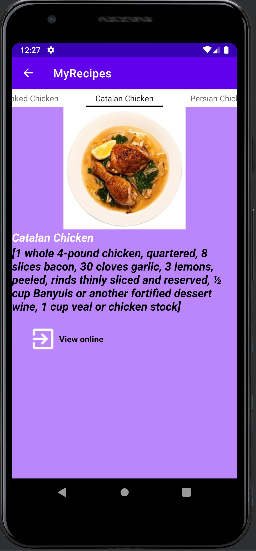 12:27
MyRecipes
nked Chicken Catalan Chicken Persian Chick
Catalan Chicken
[1 whole 4-pound chicken, quartered, 8
slices bacon, 30 cloves garlic, 3 lemons,
peeled, rinds thinly sliced and reserved, ½
cup Banyuls or another fortified dessert
wine, 1 cup veal or chicken stock]
View online